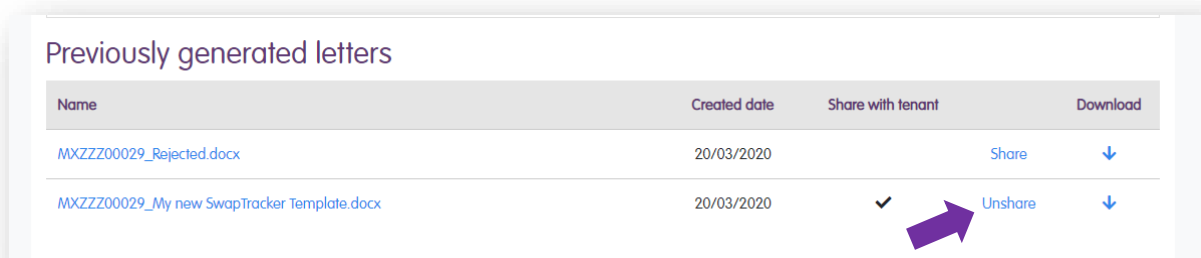 Previously generated letters
Name Created date Share with tenant Download
MXZZZ00029_Rejected.docx 20/03/2020 Share
MXZZZ00029_My new SwapTracker Template.docx 20/03/2020 Unshare